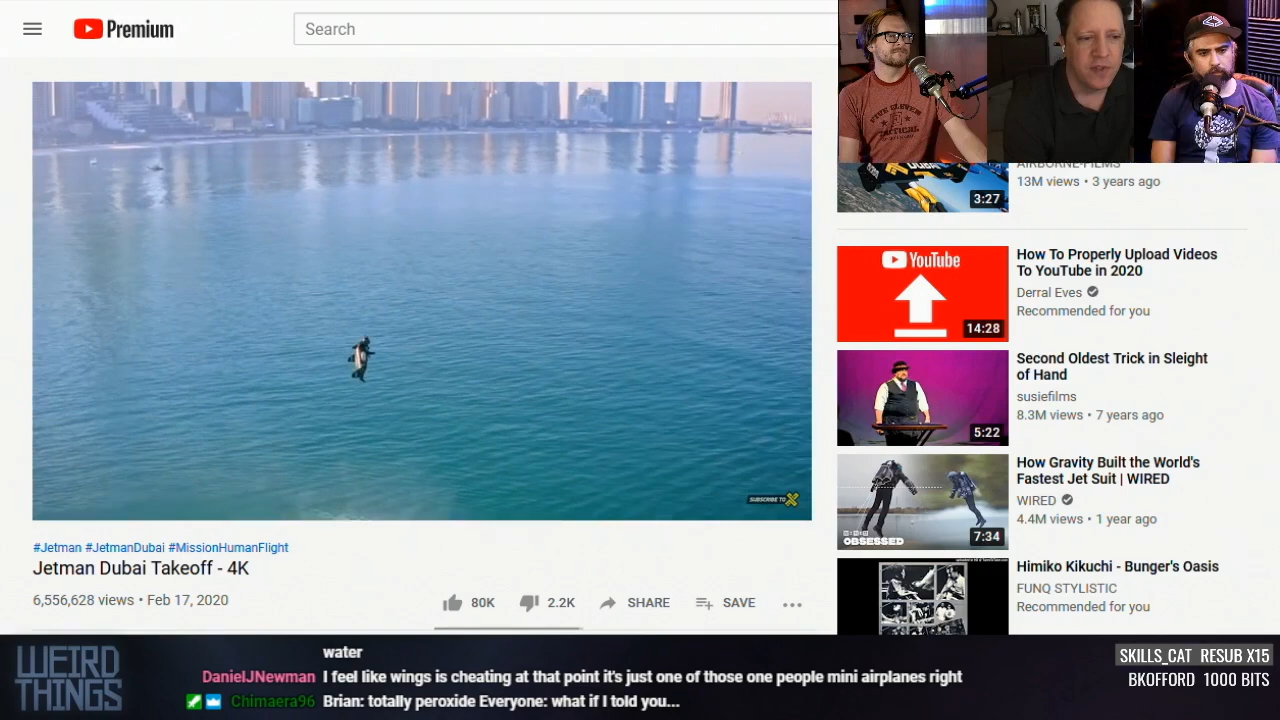 Premium
Search
SUBSCRIBE TO X
#Jetman #JetmanDubai #MissionHumanFlight
Jetman Dubai Takeoff - 4K
6,556,628 views • Feb 17, 2020
80K
2.2K
SHARE
SAVE
FIVE ELEVEN
TACTICAL
AIRBORNE-FILMS
13M views • 3 years ago
3:27
YouTube
14:28
How To Properly Upload Videos
To YouTube in 2020
Derral Eves
Recommended for you
5:22
Second Oldest Trick in Sleight
of Hand
susiefilms
8.3M views • 7 years ago
WIRED
OBSESSED
7:34
How Gravity Built the World's
Fastest Jet Suit | WIRED
WIRED
4.4M views • 1 year ago
Himiko Kikuchi - Bunger's Oasis
FUNQ STYLISTIC
Recommended for you
WEIRD
THINGS
water
DanielJNewman I feel like wings is cheating at that point it's just one of those one people mini airplanes right
Chimaera96 Brian: totally peroxide Everyone: what if I told you...
SKILLS_CAT RESUB X15
BKOFFORD 1000 BITS